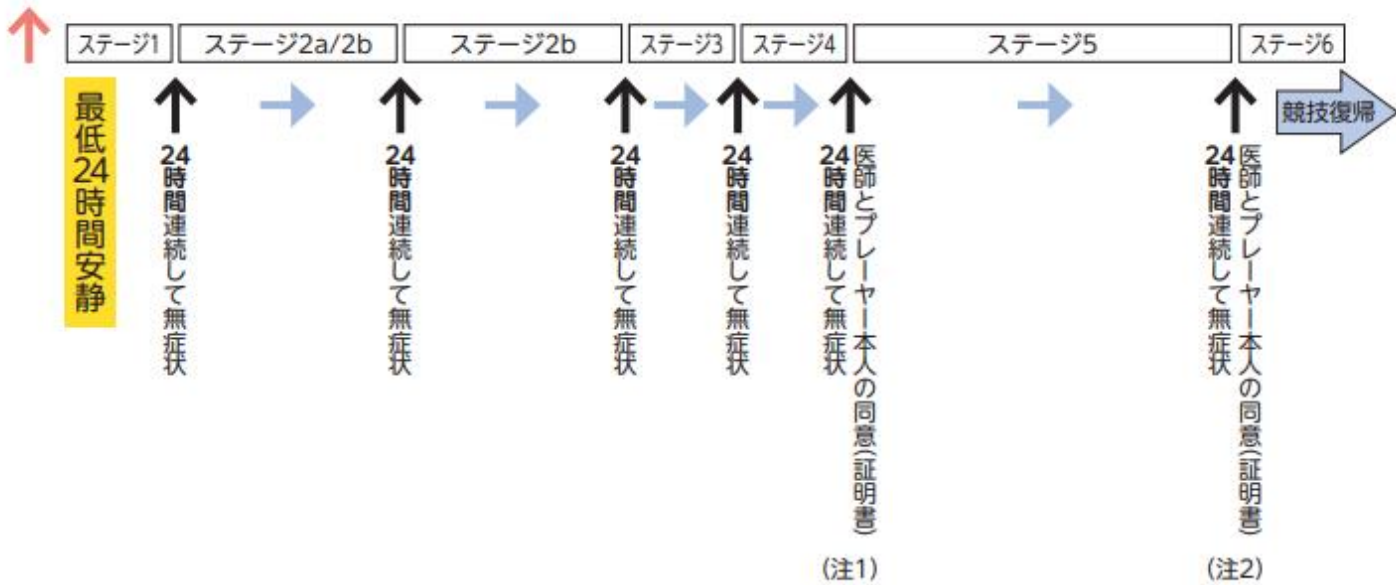 ステージ1
ステージ2a/2b
ステージ2b
ステージ3
ステージ4
ステージ5
ステージ6
最低24時間安静
競技復帰
24時間連続して無症状
24時間連続して無症状
24時間連続して無症状
24時間連続して無症状
24時間連続して無症状
医師とプレーヤー本人の同意(証明書)
24時間連続して無症状
医師とプレーヤー本人の同意(証明書)
(注1)
(注2)